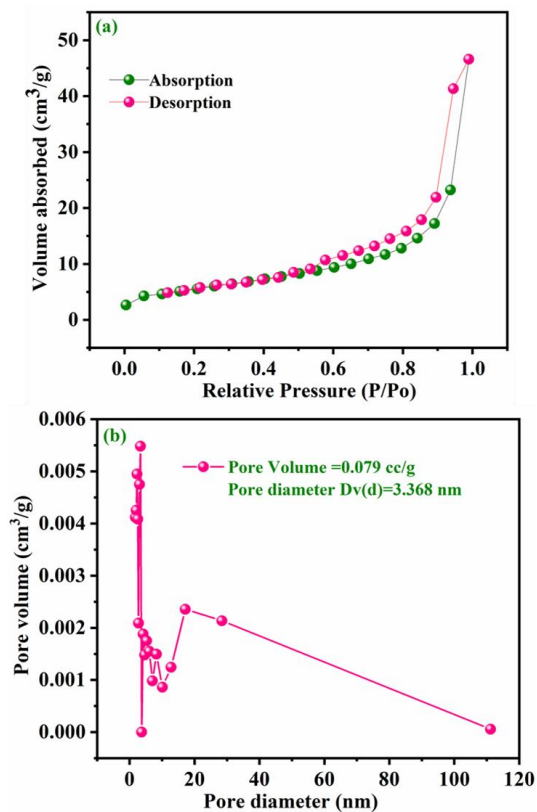 (a)
Absorption
Desorption
50
40
30
20
10
0
Volume absorbed (cm³/g)
0.0 0.2 0.4 0.6 0.8 1.0
Relative Pressure (P/Po)
(b)
Pore Volume =0.079 cc/g
Pore diameter Dv(d)=3.368 nm
0.006
0.005
0.004
0.003
0.002
0.001
0.000
Pore volume (cm³/g)
0 20 40 60 80 100 120
Pore diameter (nm)